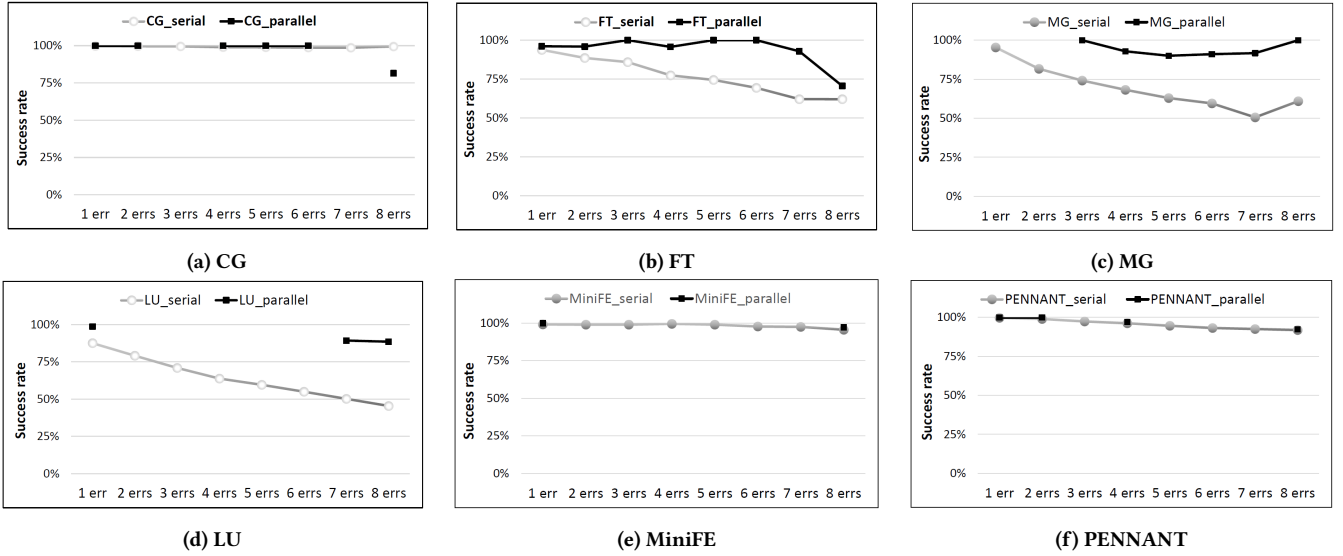 CG_serial CG_parallel
100%
75%
50%
25%
0%
Success rate
1 err 2 errs 3 errs 4 errs 5 errs 6 errs 7 errs 8 errs
(a) CG
FT_serial FT_parallel
100%
75%
50%
25%
0%
Success rate
1 err 2 errs 3 errs 4 errs 5 errs 6 errs 7 errs 8 errs
(b) FT
MG_serial MG_parallel
100%
75%
50%
25%
0%
Success rate
1 err 2 errs 3 errs 4 errs 5 errs 6 errs 7 errs 8 errs
(c) MG
LU_serial LU_parallel
100%
75%
50%
25%
0%
Success rate
1 err 2 errs 3 errs 4 errs 5 errs 6 errs 7 errs 8 errs
(d) LU
MiniFE_serial MiniFE_parallel
100%
75%
50%
25%
0%
Success rate
1 err 2 errs 3 errs 4 errs 5 errs 6 errs 7 errs 8 errs
(e) MiniFE
PENNANT_serial PENNANT_parallel
100%
75%
50%
25%
0%
Success rate
1 err 2 errs 3 errs 4 errs 5 errs 6 errs 7 errs 8 errs
(f) PENNANT